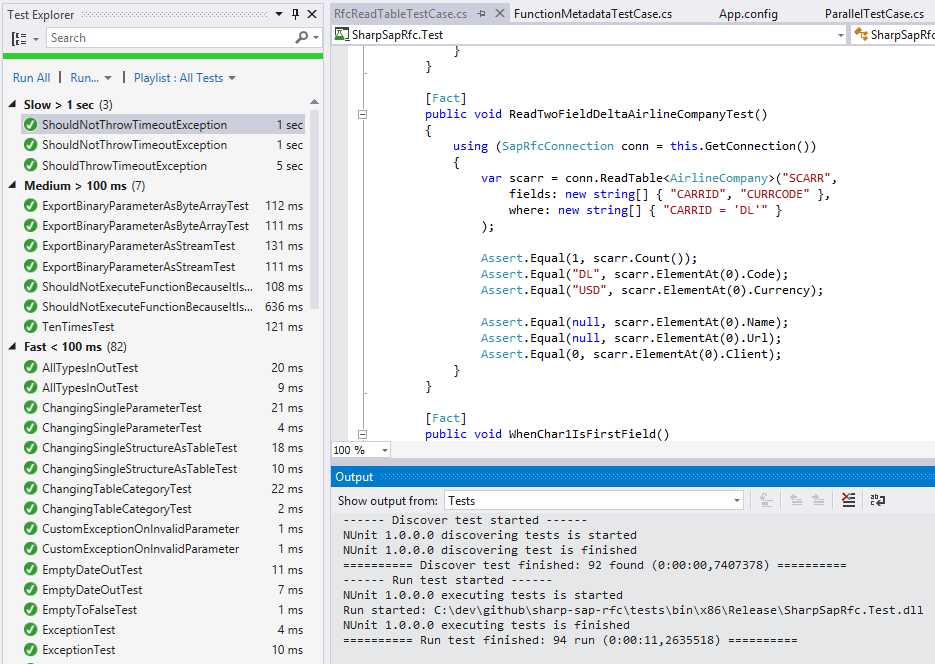 Test Explorer
Search
Run All | Run... | Playlist : All Tests
Slow > 1 sec (3)
ShouldNotThrowTimeoutException 1 sec
ShouldNotThrowTimeoutException 1 sec
ShouldThrowTimeoutException 5 sec
Medium > 100 ms (7)
ExportBinaryParameterAsByteArrayTest 112 ms
ExportBinaryParameterAsByteArrayTest 111 ms
ExportBinaryParameterAsStreamTest 131 ms
ExportBinaryParameterAsStreamTest 111 ms
ShouldNotExecuteFunctionBecauseItIs... 108 ms
ShouldNotExecuteFunctionBecauseItIs... 636 ms
TenTimesTest 121 ms
Fast < 100 ms (82)
AllTypesInOutTest 20 ms
AllTypesInOutTest 9 ms
ChangingSingleParameterTest 21 ms
ChangingSingleParameterTest 4 ms
ChangingSingleStructureAsTableTest 18 ms
ChangingSingleStructureAsTableTest 10 ms
ChangingTableCategoryTest 22 ms
ChangingTableCategoryTest 2 ms
CustomExceptionOnInvalidParameter 1 ms
CustomExceptionOnInvalidParameter 1 ms
EmptyDateOutTest 11 ms
EmptyDateOutTest 7 ms
EmptyToFalseTest 1 ms
ExceptionTest 4 ms
ExceptionTest 10 ms
RfcReadTableTestCase.cs FunctionMetadataTestCase.cs App.config ParallelTestCase.cs
SharpSapRfc.Test SharpSapRfc
}
}
[Fact]
public void ReadTwoFieldDeltaAirlineCompanyTest()
{
using (SapRfcConnection conn = this.GetConnection())
{
var scarr = conn.ReadTable<AirlineCompany>("SCARR",
fields: new string[] { "CARRID", "CURRCODE" },
where: new string[] { "CARRID = 'DL'" }
);
Assert.Equal(1, scarr.Count());
Assert.Equal("DL", scarr.ElementAt(0).Code);
Assert.Equal("USD", scarr.ElementAt(0).Currency);
Assert.Equal(null, scarr.ElementAt(0).Name);
Assert.Equal(null, scarr.ElementAt(0).Url);
Assert.Equal(0, scarr.ElementAt(0).Client);
}
}
[Fact]
public void WhenChar1IsFirstField()
100 %
Output
Show output from: Tests
------ Discover test started ------
NUnit 1.0.0.0 discovering tests is started
NUnit 1.0.0.0 discovering test is finished
========== Discover test finished: 92 found (0:00:00,7407378) ==========
------ Run test started ------
NUnit 1.0.0.0 executing tests is started
Run started: C:\dev\github\sharp-sap-rfc\tests\bin\x86\Release\SharpSapRfc.Test.dll
NUnit 1.0.0.0 executing tests is finished
========== Run test finished: 94 run (0:00:11,2635518) ==========